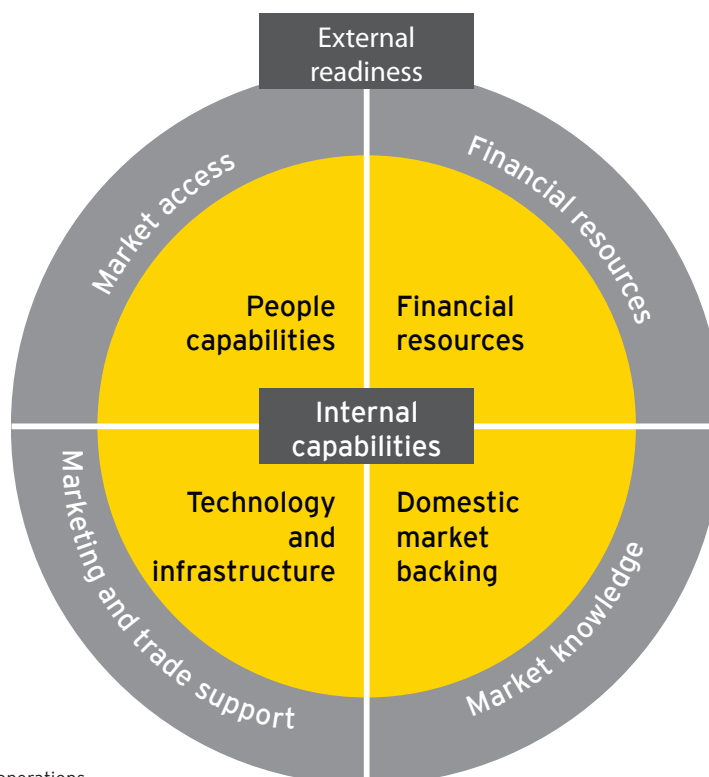 External
readiness
Market access
Financial resources
People
capabilities
Financial
resources
Internal
capabilities
Technology
and
infrastructure
Domestic
market
backing
Marketing and trade support
Market knowledge
operations